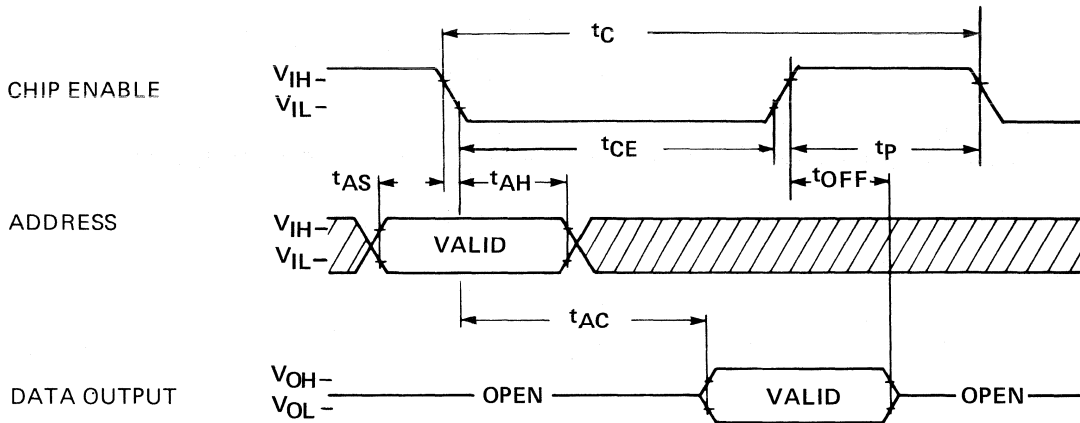 tC
CHIP ENABLE
VIH
VIL
tCE
tP
tAS
tAH
tOFF
ADDRESS
VIH
VIL
VALID
tAC
DATA OUTPUT
VOH
VOL
OPEN
VALID
OPEN